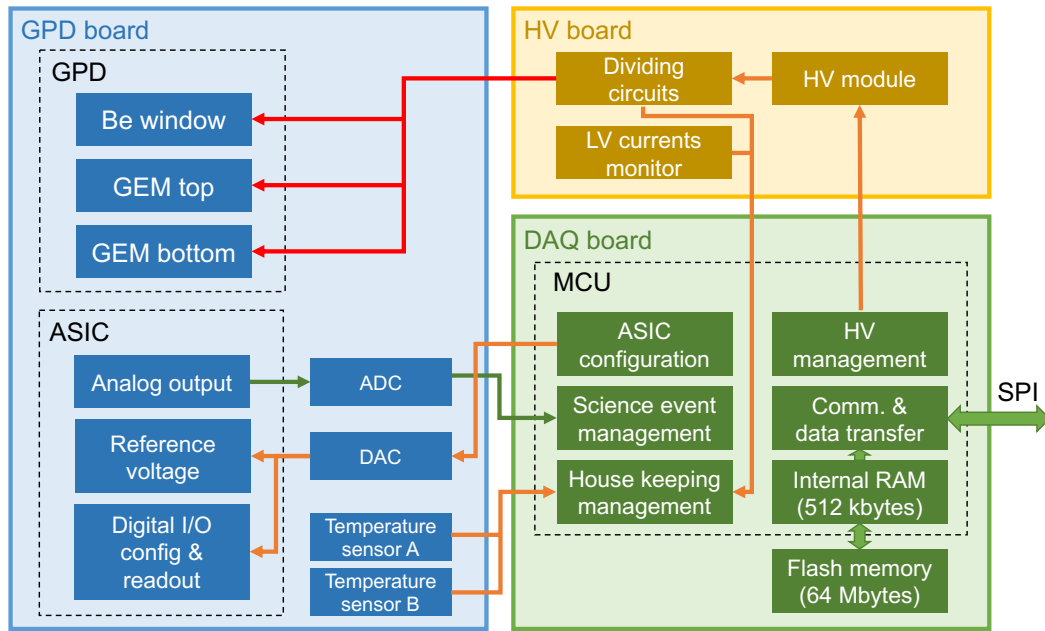 GPD board
GPD
Be window
GEM top
GEM bottom
ASIC
Analog output
Reference
voltage
Digital I/O
config &
readout
ADC
DAC
Temperature
sensor A
Temperature
sensor B
HV board
Dividing
circuits
HV module
LV currents
monitor
DAQ board
MCU
ASIC
configuration
HV
management
Science event
management
Comm. &
data transfer
House keeping
management
Internal RAM
(512 kbytes)
Flash memory
(64 Mbytes)
SPI